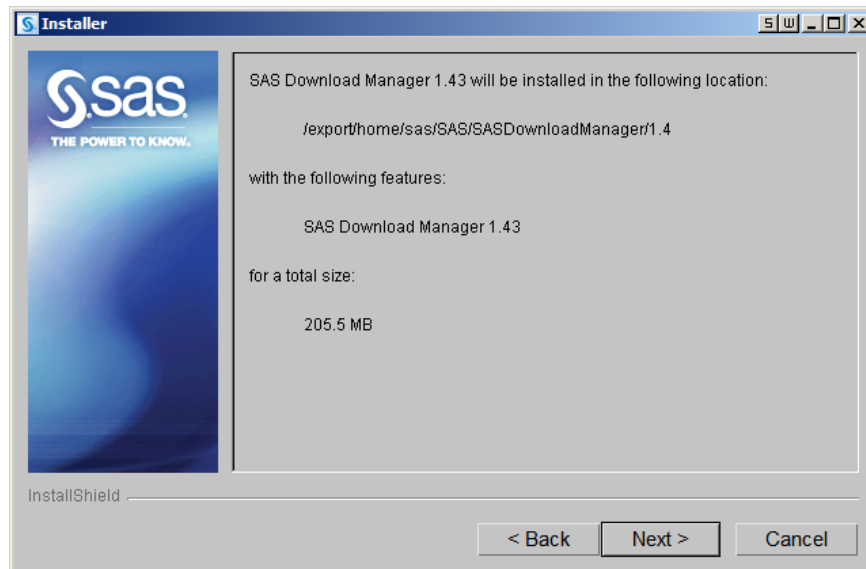 Installer
S W
sas
THE POWER TO KNOW.
SAS Download Manager 1.43 will be installed in the following location:
/export/home/sas/SAS/SASDownloadManager/1.4
with the following features:
SAS Download Manager 1.43
for a total size:
205.5 MB
InstallShield
< Back
Next >
Cancel